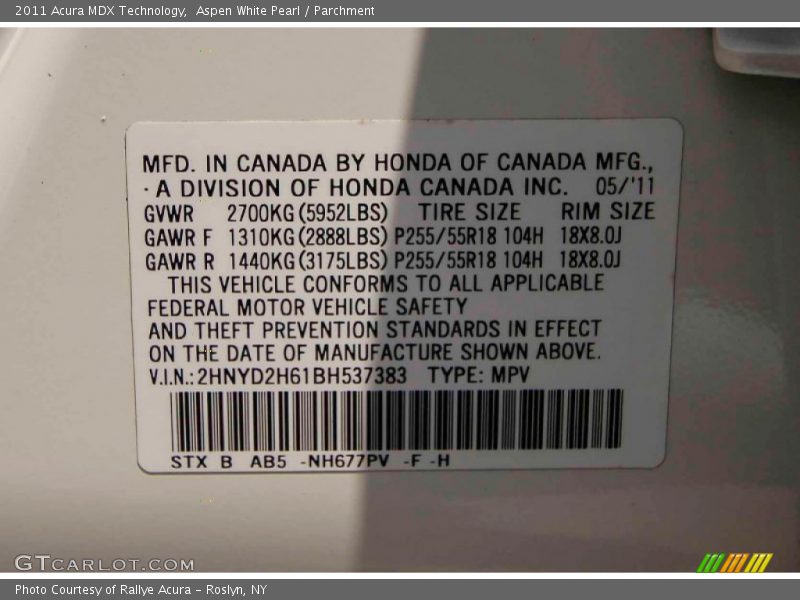 2011 Acura MDX Technology, Aspen White Pearl / Parchment
MFD. IN CANADA BY HONDA OF CANADA MFG.,
· A DIVISION OF HONDA CANADA INC. 05/'11
GVWR 2700KG(5952LBS) TIRE SIZE RIM SIZE
GAWR F 1310KG(2888LBS) P255/55R18 104H 18X8.0J
GAWR R 1440KG(3175LBS) P255/55R18 104H 18X8.0J
THIS VEHICLE CONFORMS TO ALL APPLICABLE
FEDERAL MOTOR VEHICLE SAFETY
AND THEFT PREVENTION STANDARDS IN EFFECT
ON THE DATE OF MANUFACTURE SHOWN ABOVE.
V.I.N.: 2HNYD2H61BH537383 TYPE: MPV
STX B AB5 -NH677PV -F -H
GTCARLOT.COM
Photo Courtesy of Rallye Acura - Roslyn, NY